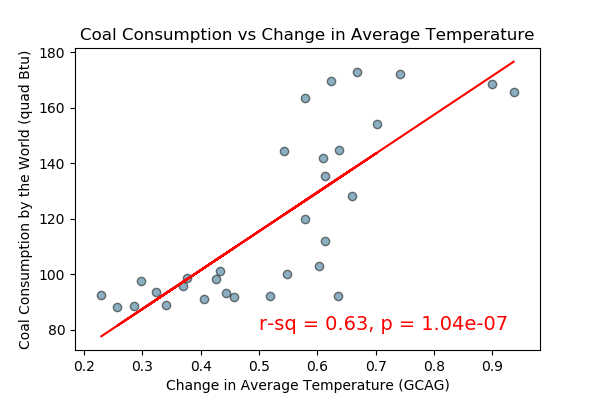 Coal Consumption vs Change in Average Temperature
Coal Consumption by the World (quad Btu)
180
160
140
120
100
80
r-sq = 0.63, p = 1.04e-07
0.2 0.3 0.4 0.5 0.6 0.7 0.8 0.9
Change in Average Temperature (GCAG)